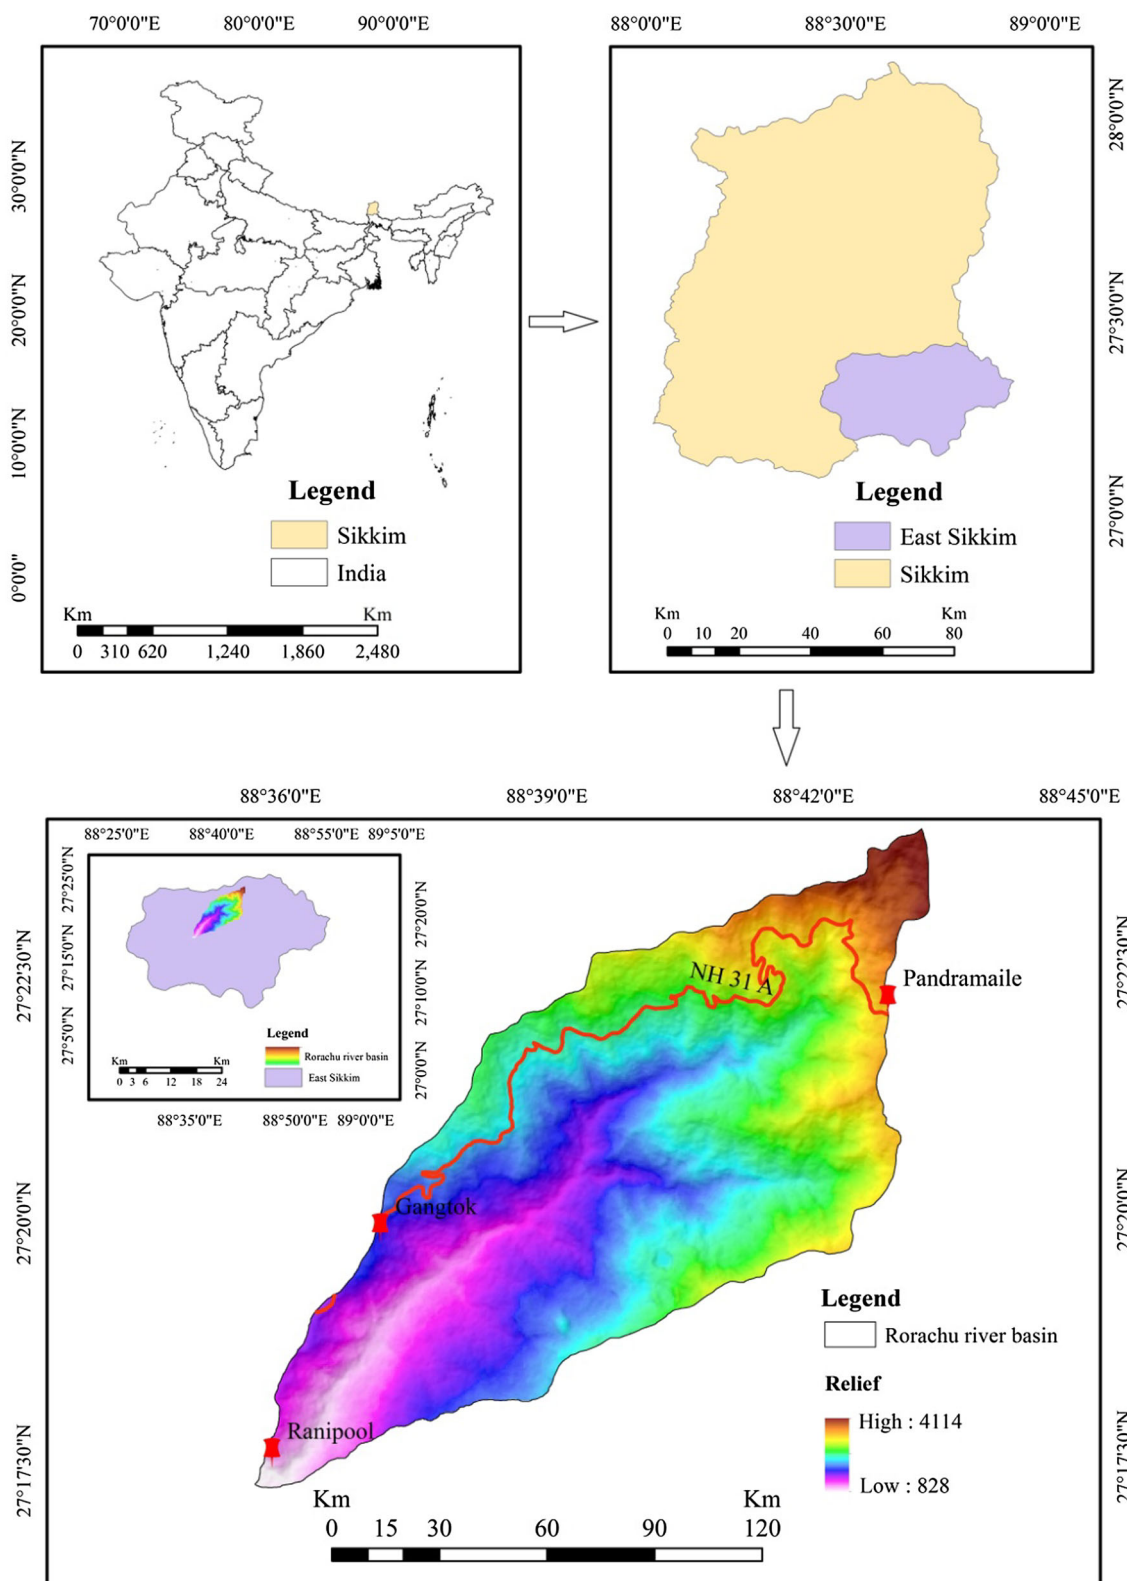 70°0'0"E 80°0'0"E 90°0'0"E
30°0'0"N
20°0'0"N
10°0'0"N
0°0'0"
Legend
Sikkim
India
Km Km
0 310 620 1,240 1,860 2,480
88°0'0"E 88°30'0"E 89°0'0"E
28°0'0"N
27°30'0"N
27°0'0"N
Legend
East Sikkim
Sikkim
Km Km
0 10 20 40 60 80
88°36'0"E 88°39'0"E 88°42'0"E 88°45'0"E
88°25'0"E 88°40'0"E 88°55'0"E 89°50'0"E
27°25'0"N
27°15'0"N
27°5'0"N
27°20'0"N
27°10'0"N
27°0'0"N
Legend
Rorachu river basin
East Sikkim
Km Km
0 3 6 12 18 24
88°35'0"E 88°50'0"E 89°0'0"E
27°22'30"N
27°20'0"N
27°17'30"N
NH 31 A
Pandramaile
Gangtok
Ranipool
Legend
Rorachu river basin
Relief
High : 4114
Low : 828
Km Km
0 15 30 60 90 120